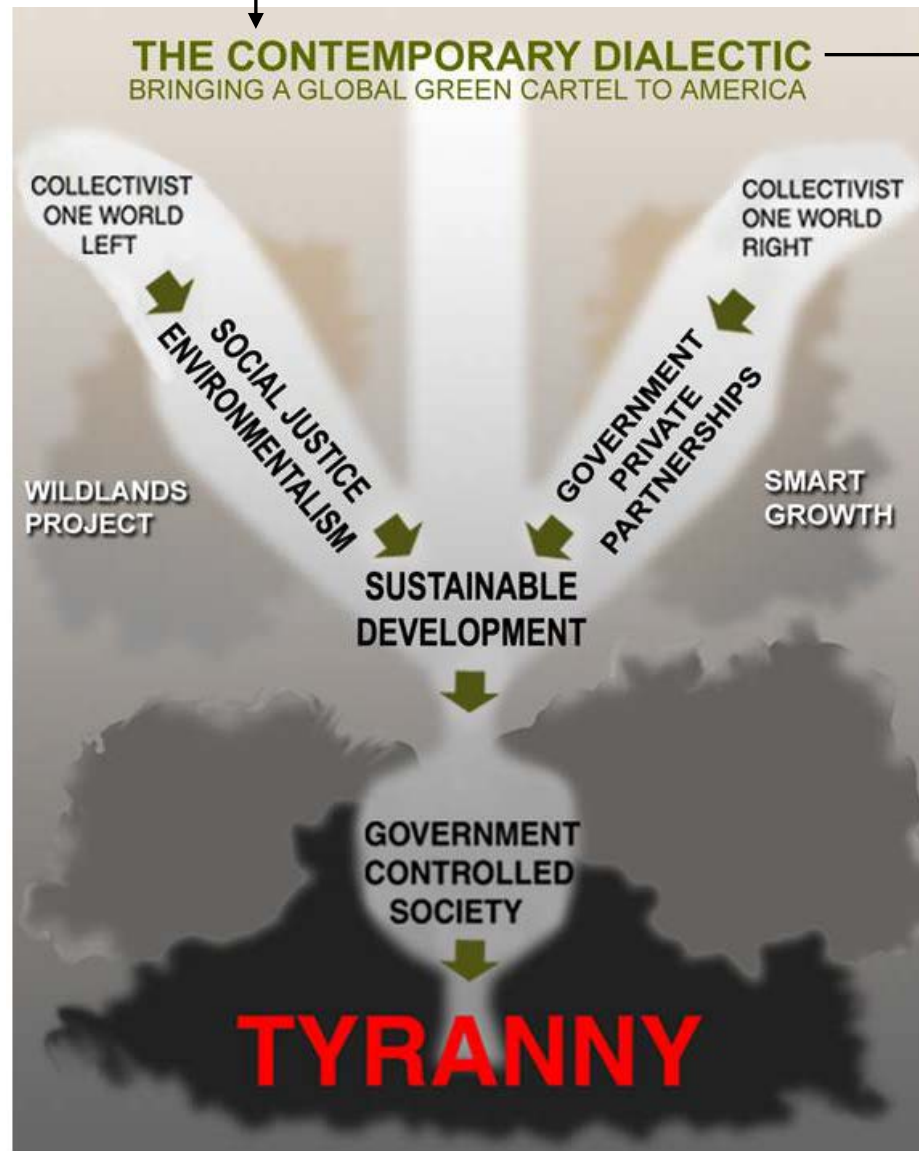 THE CONTEMPORARY DIALECTIC
BRINGING A GLOBAL GREEN CARTEL TO AMERICA
COLLECTIVIST
ONE WORLD
LEFT
COLLECTIVIST
ONE WORLD
RIGHT
SOCIAL JUSTICE
ENVIRONMENTALISM
GOVERNMENT
PRIVATE
PARTNERSHIPS
WILDLANDS
PROJECT
SMART
GROWTH
SUSTAINABLE
DEVELOPMENT
GOVERNMENT
CONTROLLED
SOCIETY
TYRANNY